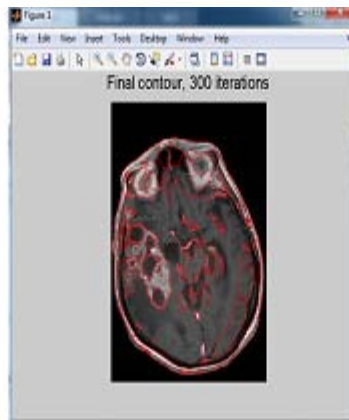 Figure 1
File Edit View Insert Tools Desktop Window Help
Final contour, 300 iterations